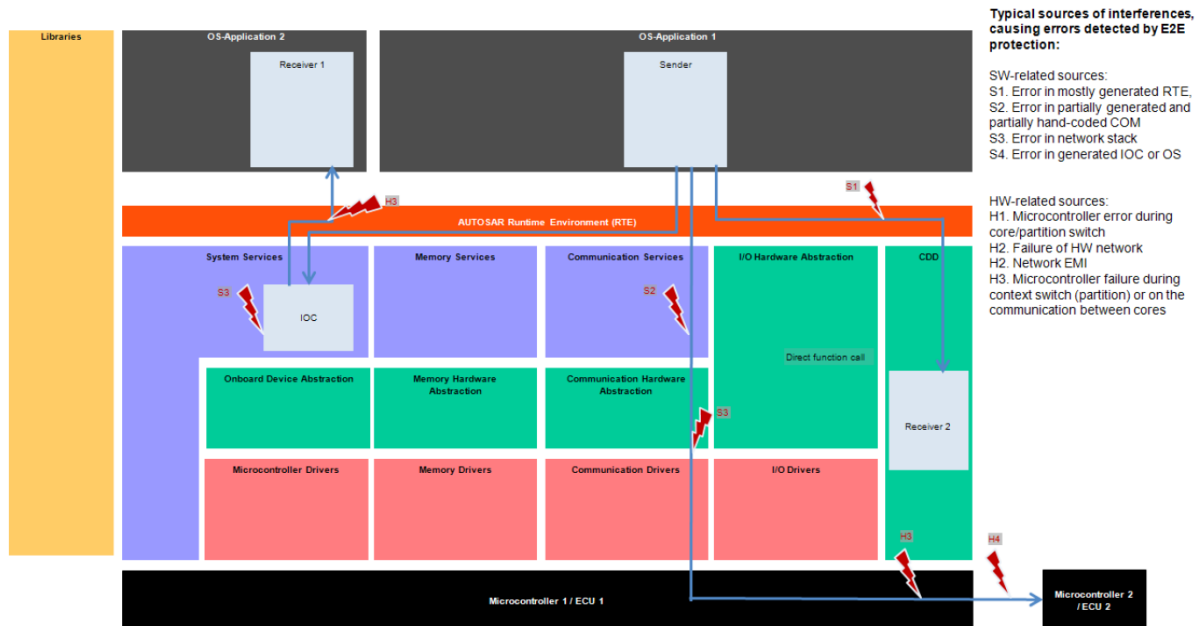 Libraries
OS-Application 2
OS-Application 1
Receiver 1
Sender
H3
S1
AUTOSAR Runtime Environment (RTE)
System Services
Memory Services
Communication Services
I/O Hardware Abstraction
CDD
S3
S2
IOC
Direct function call
Onboard Device Abstraction
Memory Hardware
Abstraction
Communication Hardware
Abstraction
S3
Receiver 2
Microcontroller Drivers
Memory Drivers
Communication Drivers
I/O Drivers
H3
H4
Microcontroller 1 / ECU 1
Microcontroller 2
/ ECU 2
Typical sources of interferences,
causing errors detected by E2E
protection:
SW-related sources:
S1. Error in mostly generated RTE,
S2. Error in partially generated and
partially hand-coded COM
S3. Error in network stack
S4. Error in generated IOC or OS
HW-related sources:
H1. Microcontroller error during
core/partition switch
H2. Failure of HW network
H2. Network EMI
H3. Microcontroller failure during
context switch (partition) or on the
communication between cores